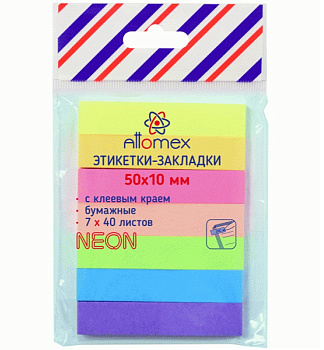 Attomex
ЭТИКЕТКИ-ЗАКЛАДКИ
50x10 мм
• с клеевым краем
• бумажные
• 7 x 40 листов
NEON